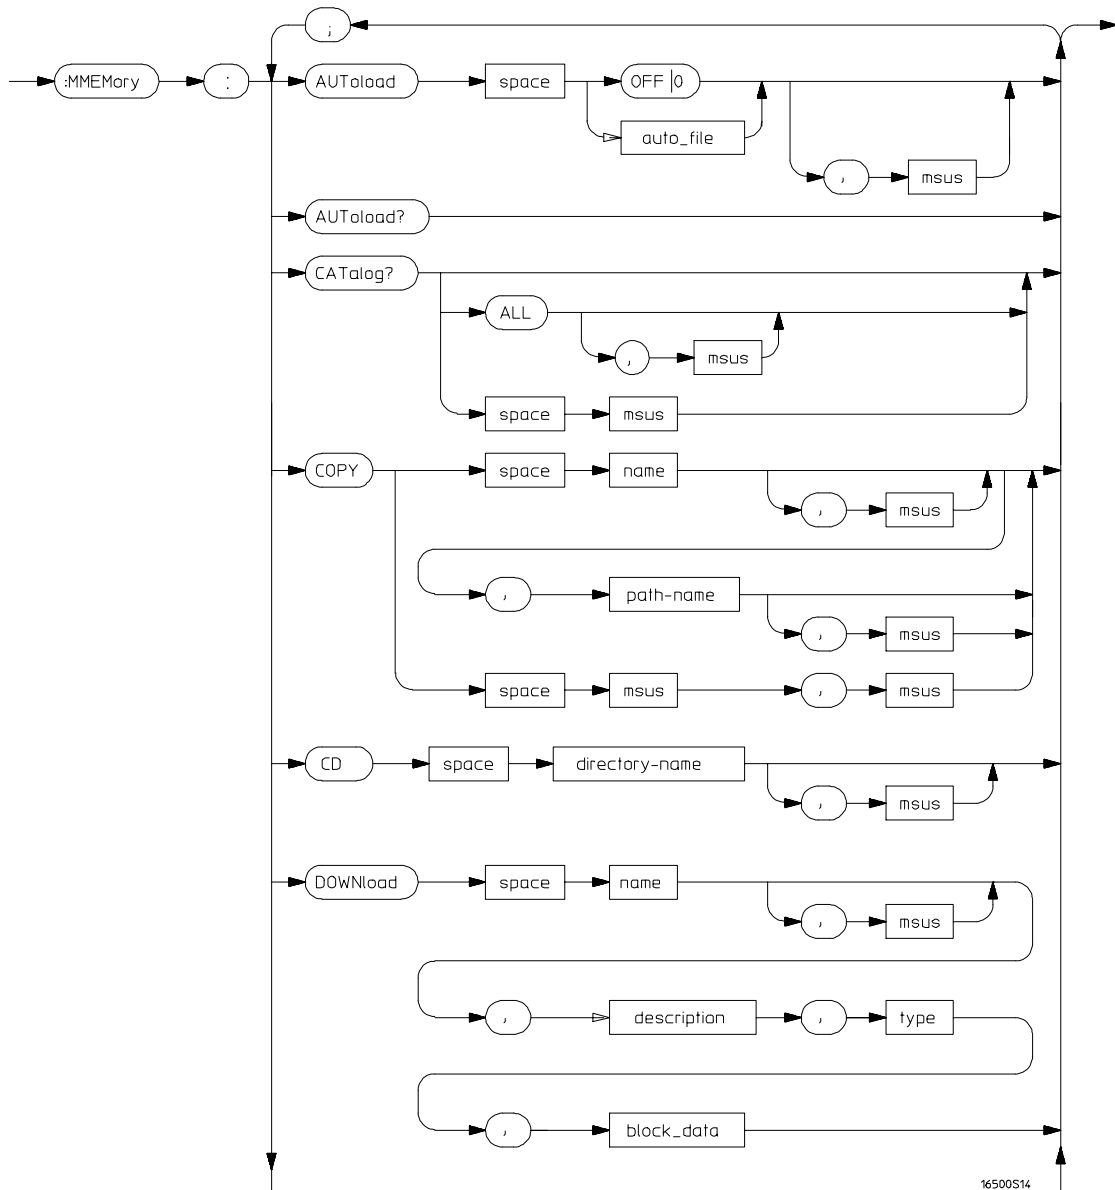 ;
:MMEMory : AUToload space OFF|0
auto_file
, msus
AUToload?
CATalog?
ALL
, msus
space msus
COPY space name
, msus
, path-name
, msus
space msus , msus
CD space directory-name
, msus
DOWNload space name
, msus
, description , type
, block_data
16500S14